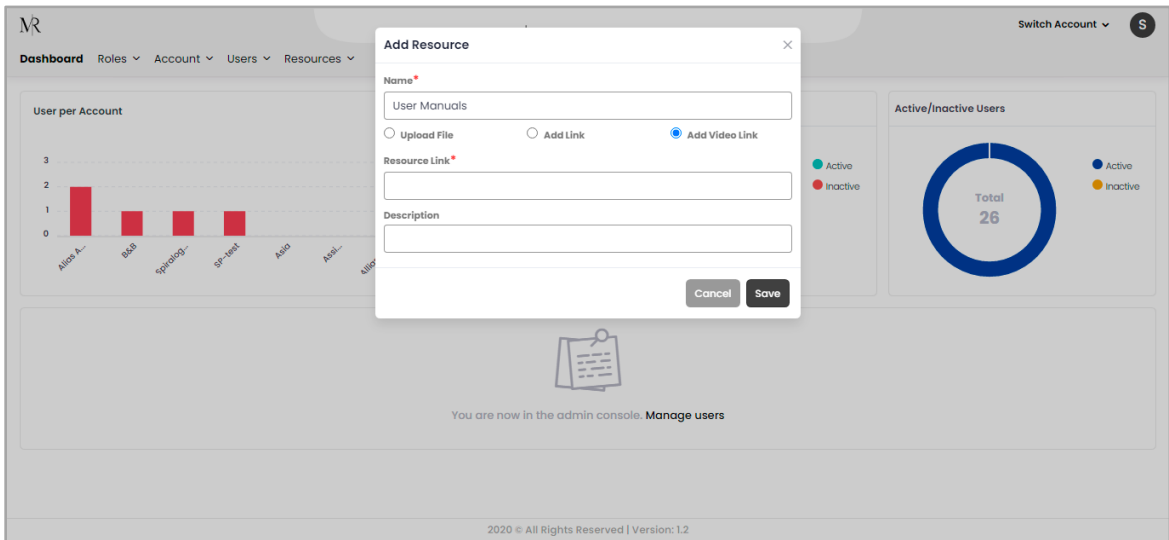 MR
Switch Account
S
Dashboard Roles Account Users Resources
Add Resource
Name*
User Manuals
Upload File Add Link Add Video Link
Resource Link*
Description
Cancel Save
User per Account
3
2
1
0
Alias A...
B&B
Spiralog...
SP-test
Asia
Assi...
Active
Inactive
Active/Inactive Users
Total
26
Active
Inactive
You are now in the admin console. Manage users
2020 © All Rights Reserved | Version: 1.2